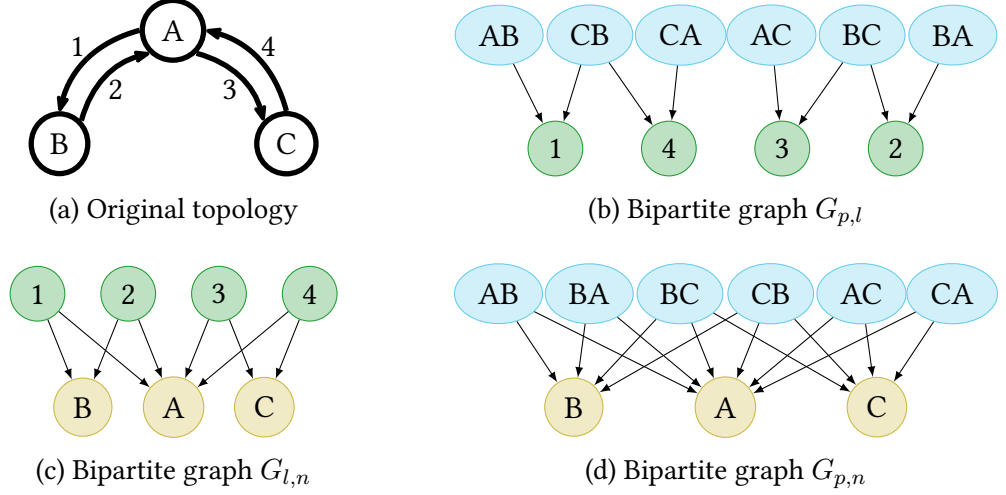 A
1
2
3
4
B
C
(a) Original topology
AB CB CA AC BC BA
1 4 3 2
(b) Bipartite graph G_{p,l}
1 2 3 4
B A C
(c) Bipartite graph G_{l,n}
AB BA BC CB AC CA
B A C
(d) Bipartite graph G_{p,n}